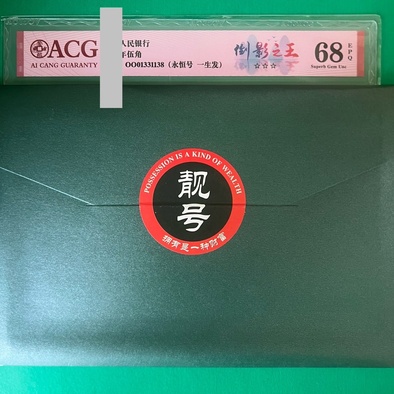 ACG
AI CANG GUARANTY
人民银行
伍角
OO01331138（永恒号 一生发）
倒影之王
☆☆☆
68
EPQ
Superb Gem Unc
POSSESSION IS A KIND OF WEALTH
靓号
拥有是一种财富